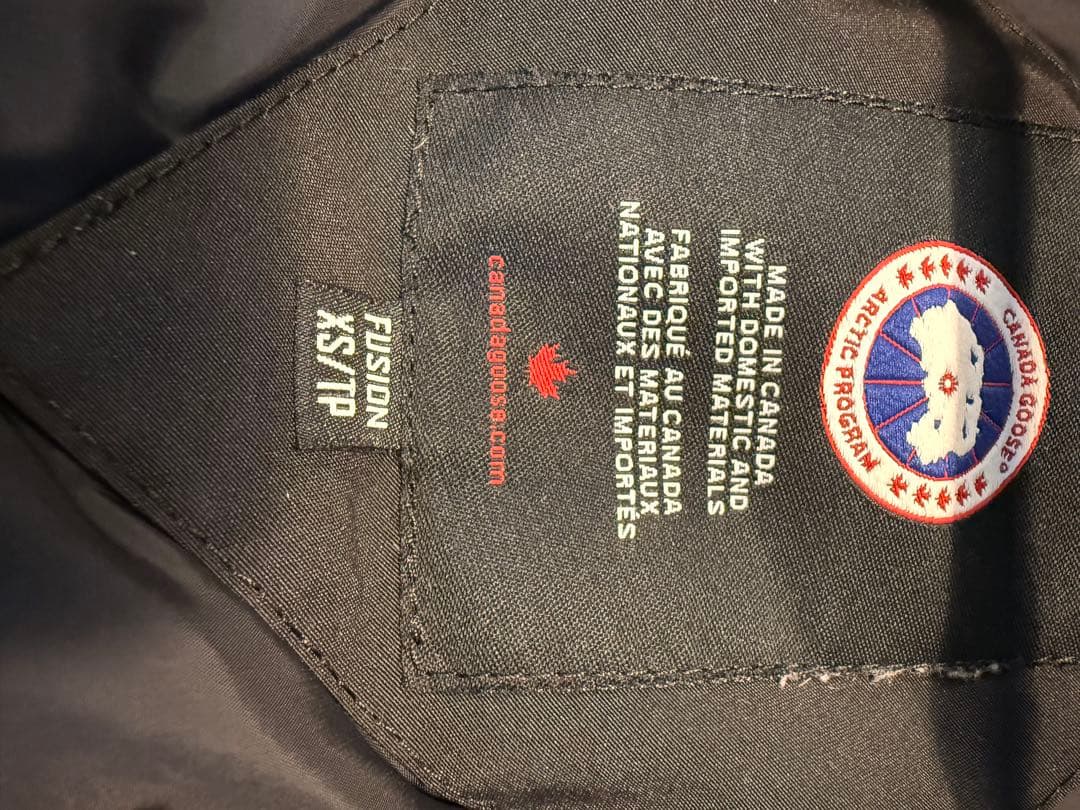 CANADA GOOSE®
ARCTIC PROGRAM
MADE IN CANADA
WITH DOMESTIC AND
IMPORTED MATERIALS
FABRIQUÉ AU CANADA
AVEC DES MATERIAUX
NATIONAUX ET IMPORTÉS
canadagoose.com
FUSION
XS/TP